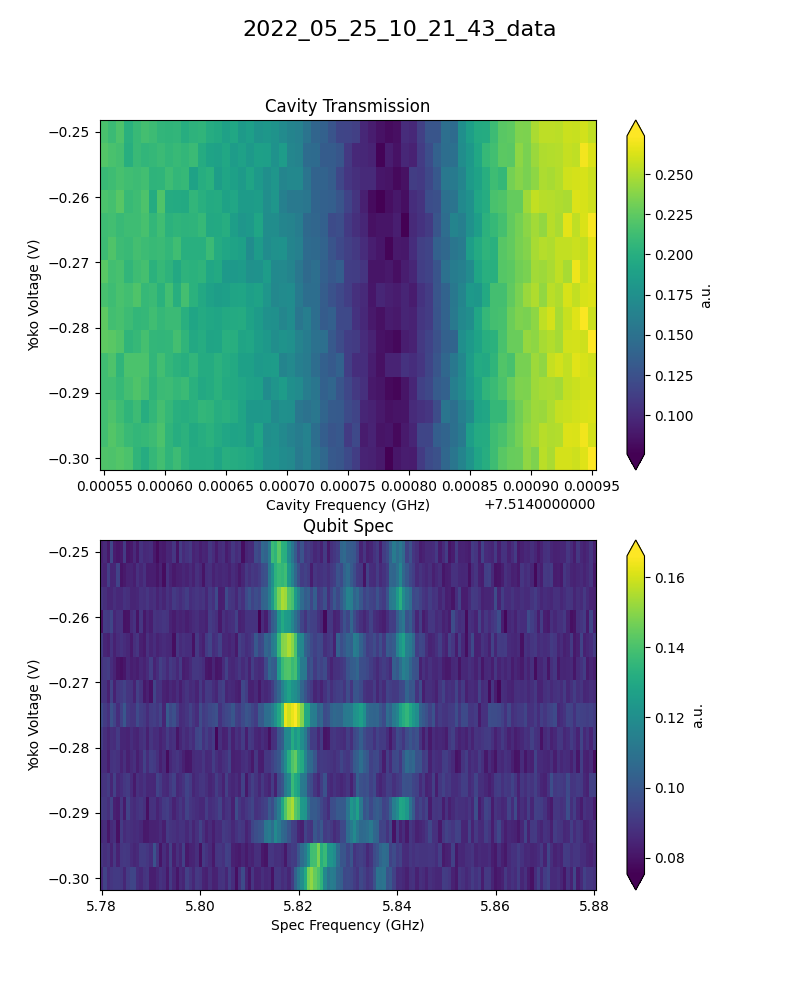 2022_05_25_10_21_43_data
Cavity Transmission
Yoko Voltage (V)
−0.25
−0.26
−0.27
−0.28
−0.29
−0.30
0.00055 0.00060 0.00065 0.00070 0.00075 0.00080 0.00085 0.00090 0.00095
Cavity Frequency (GHz)
+7.5140000000
0.250
0.225
0.200
0.175
0.150
0.125
0.100
a.u.
Qubit Spec
Yoko Voltage (V)
−0.25
−0.26
−0.27
−0.28
−0.29
−0.30
5.78 5.80 5.82 5.84 5.86 5.88
Spec Frequency (GHz)
0.16
0.14
0.12
0.10
0.08
a.u.